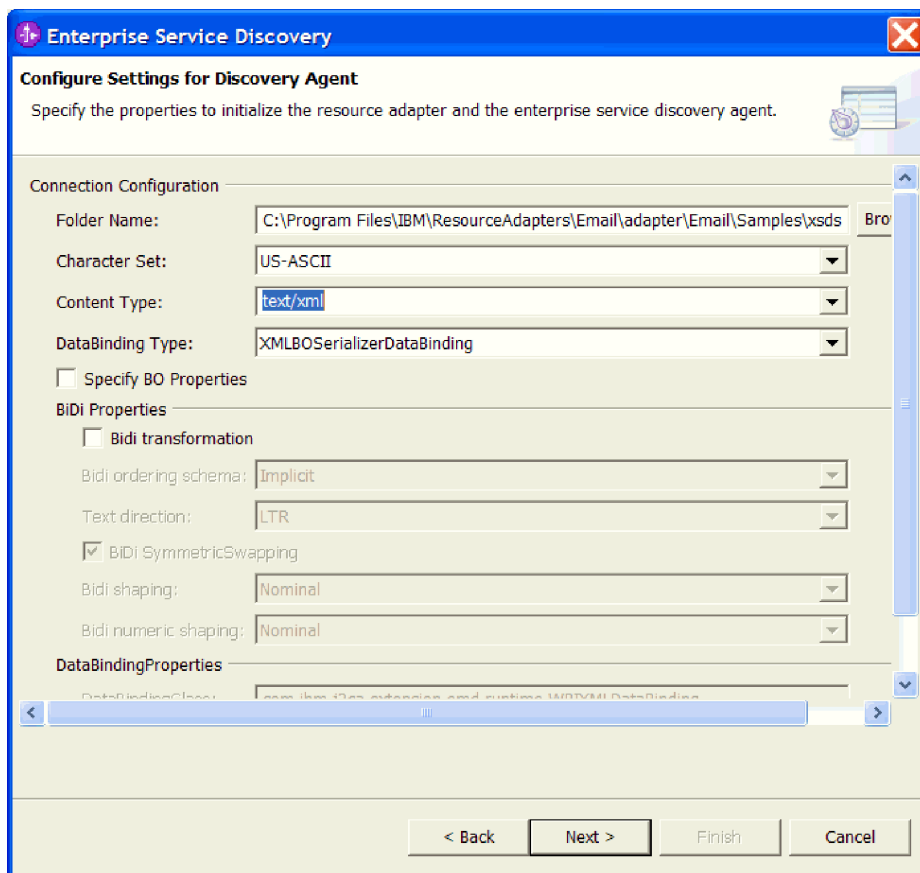 Enterprise Service Discovery
Configure Settings for Discovery Agent
Specify the properties to initialize the resource adapter and the enterprise service discovery agent.
Connection Configuration
Folder Name: C:\Program Files\IBM\ResourceAdapters\Email\adapter\Email\Samples\xsds Bro
Character Set: US-ASCII
Content Type: text/xml
DataBinding Type: XMLBOSerializerDataBinding
Specify BO Properties
BiDi Properties
Bidi transformation
Bidi ordering schema: Implicit
Text direction: LTR
BiDi SymmetricSwapping
Bidi shaping: Nominal
Bidi numeric shaping: Nominal
DataBindingProperties
< Back Next > Finish Cancel